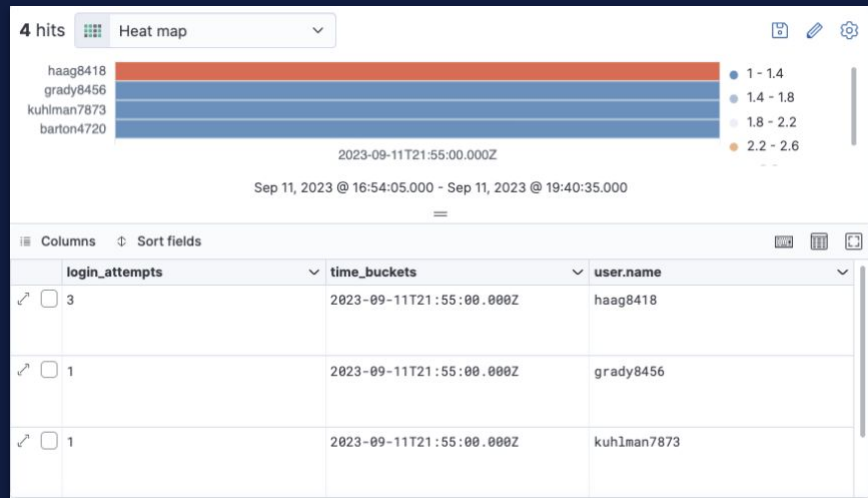 4 hits Heat map
haag8418
grady8456
kuhlman7873
barton4720
1 - 1.4
1.4 - 1.8
1.8 - 2.2
2.2 - 2.6
2023-09-11T21:55:00.000Z
Sep 11, 2023 @ 16:54:05.000 - Sep 11, 2023 @ 19:40:35.000
Columns Sort fields
login_attempts time_buckets user.name
3 2023-09-11T21:55:00.000Z haag8418
1 2023-09-11T21:55:00.000Z grady8456
1 2023-09-11T21:55:00.000Z kuhlman7873